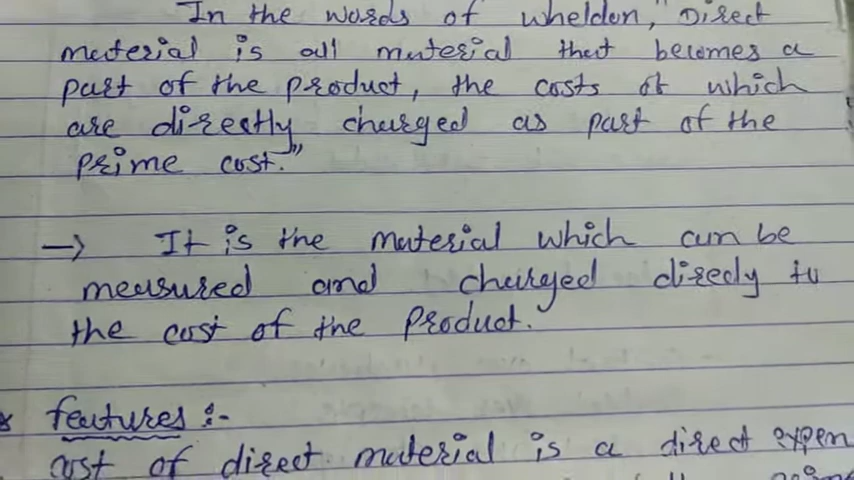 In the words of wheldon, "Direct
material is all material that becomes a
part of the product, the costs of which
are directly charged as part of the
prime cost."
→ It is the material which can be
measured and charged direcly to
the cost of the product.
features :-
cost of direct material is a direct expen